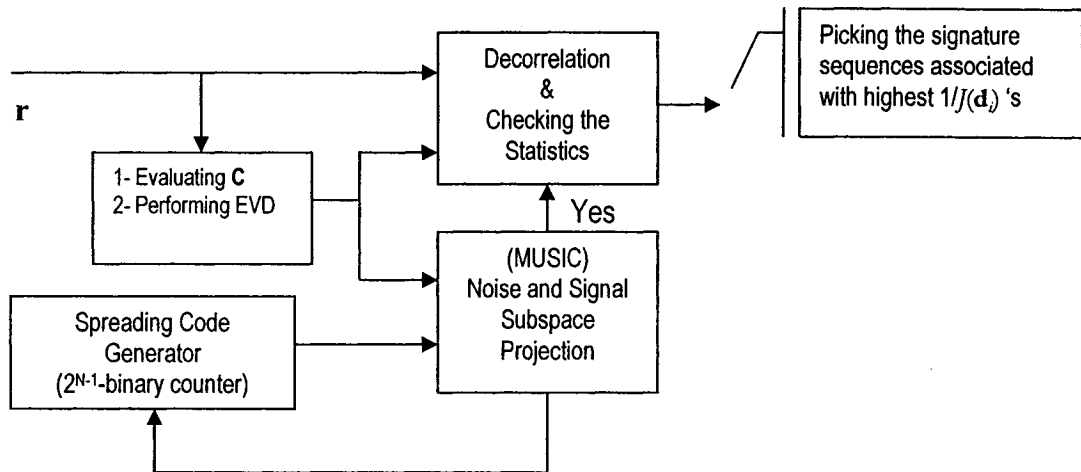 r
Decorrelation
&
Checking the
Statistics
Picking the signature
sequences associated
with highest 1/J(dᵢ) 's
1- Evaluating C
2- Performing EVD
Yes
(MUSIC)
Noise and Signal
Subspace
Projection
Spreading Code
Generator
(2ᴺ⁻¹-binary counter)